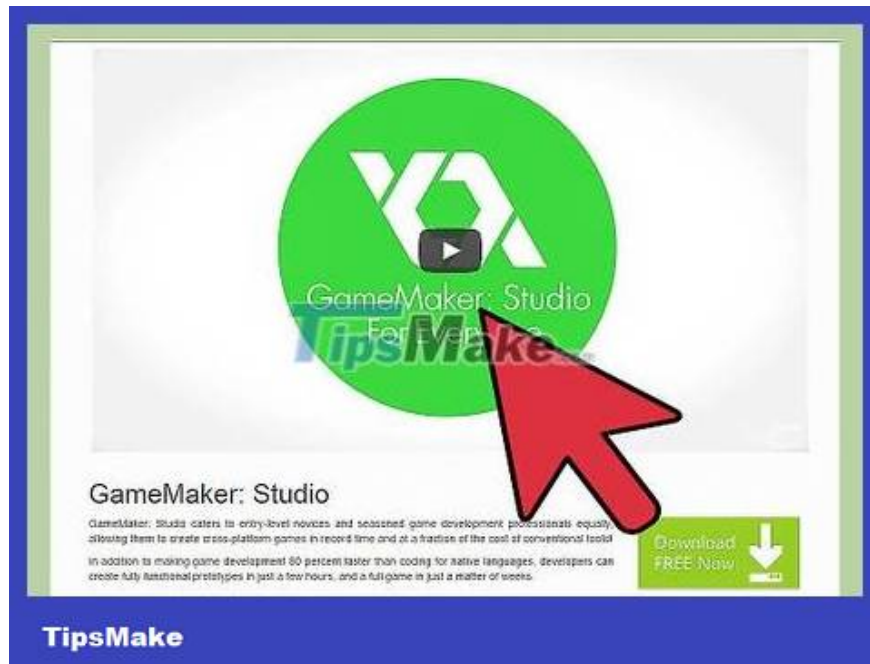 GameMaker: Studio
For Everyone
TipsMake.com
GameMaker: Studio
GameMaker: Studio caters to entry-level novices and seasoned game development professionals equally,
allowing them to create cross-platform games in record time and at a fraction of the cost of conventional tools!
Download
FREE Now
In addition to making game development 80 percent faster than coding for native languages, developers can
create fully functional prototypes in just a few hours, and a full game in just a matter of weeks.
TipsMake